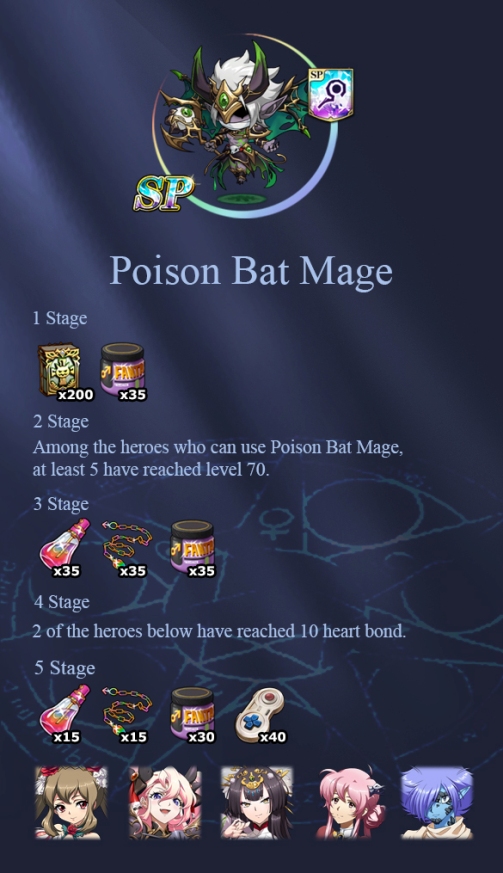 SP
SP
Poison Bat Mage
1 Stage
x200
x35
2 Stage
Among the heroes who can use Poison Bat Mage,
at least 5 have reached level 70.
3 Stage
x35
x35
x35
4 Stage
2 of the heroes below have reached 10 heart bond.
5 Stage
x15
x15
x30
x40